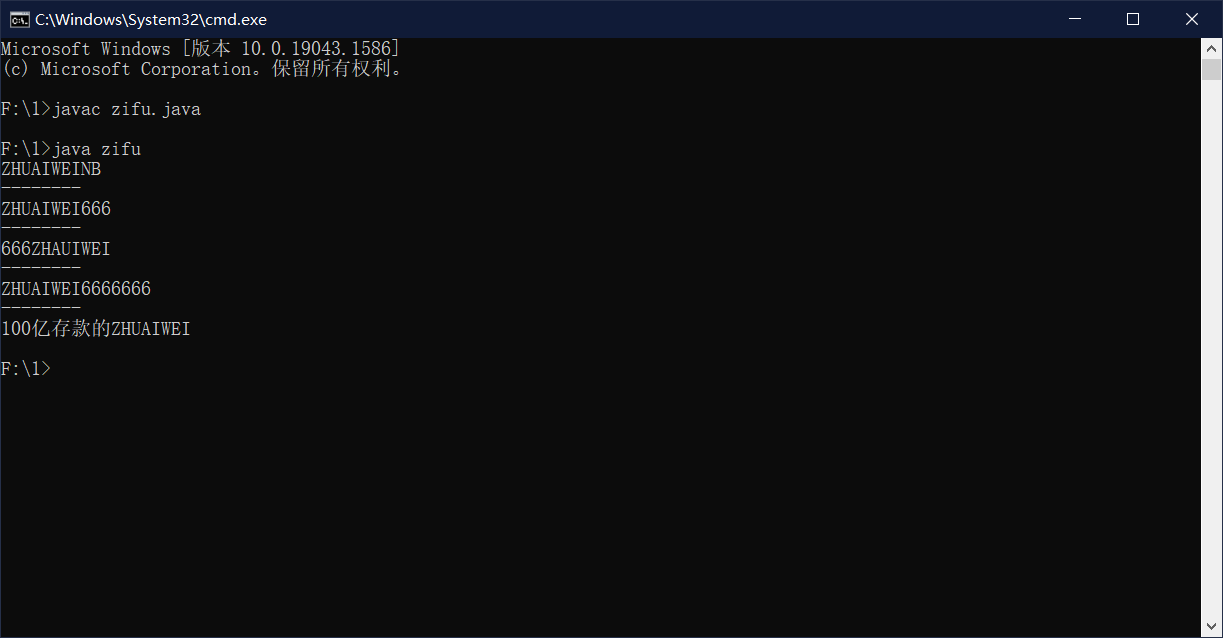 C:\Windows\System32\cmd.exe
Microsoft Windows [版本 10.0.19043.1586]
(c) Microsoft Corporation。保留所有权利。
F:\1>javac zifu.java
F:\1>java zifu
ZHUAIWEINB
--------
ZHUAIWEI666
--------
666ZHAUIWEI
--------
ZHUAIWEI6666666
--------
100亿存款的ZHUAIWEI
F:\1>